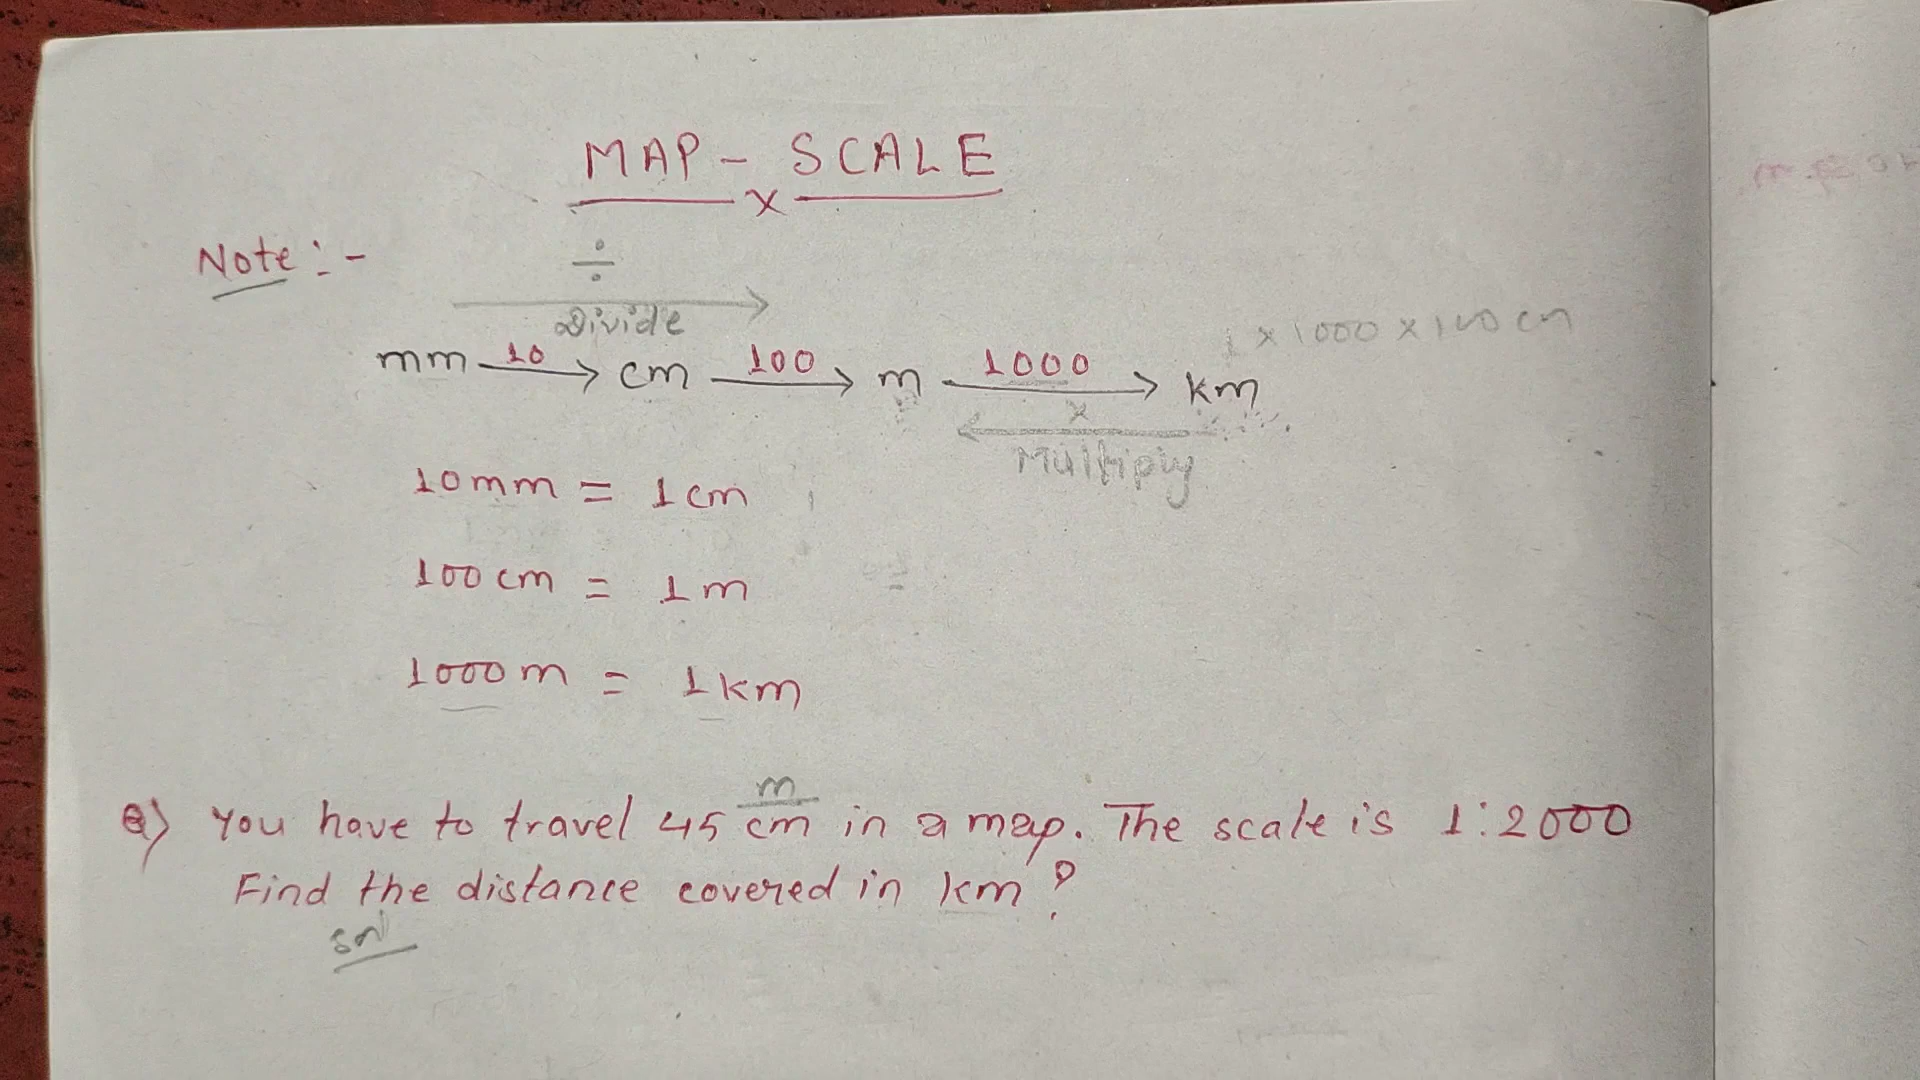 MAP - SCALE
x
Note :-
÷
Divide
1 x 1000 x 100 cm
mm 10→ cm 100→ m 1000→ km
x
Multiply
10mm = 1cm
100 cm = 1m
1000 m = 1km
m
Q) You have to travel 45 cm in a map. The scale is 1:2000
Find the distance covered in km?